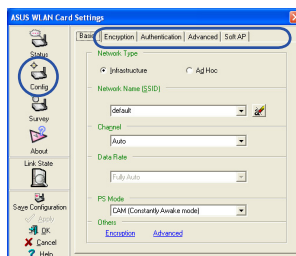 ASUS WLAN Card Settings
Status
Config
Survey
About
Link State
Save Configuration
Apply
OK
Cancel
Help
Basic Encryption Authentication Advanced Soft AP
Network Type
Infrastructure Ad Hoc
Network Name (SSID)
default
Channel
Auto
Data Rate
Fully Auto
PS Mode
CAM (Constantly Awake mode)
Others
Encryption Advanced